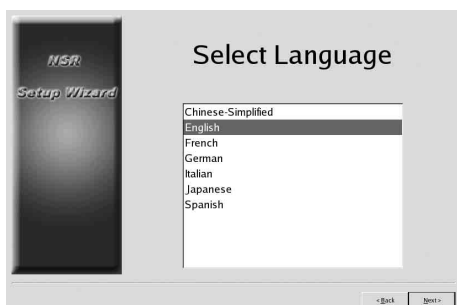 NSR
Setup Wizard
Select Language
Chinese-Simplified
English
French
German
Italian
Japanese
Spanish
< Back
Next >